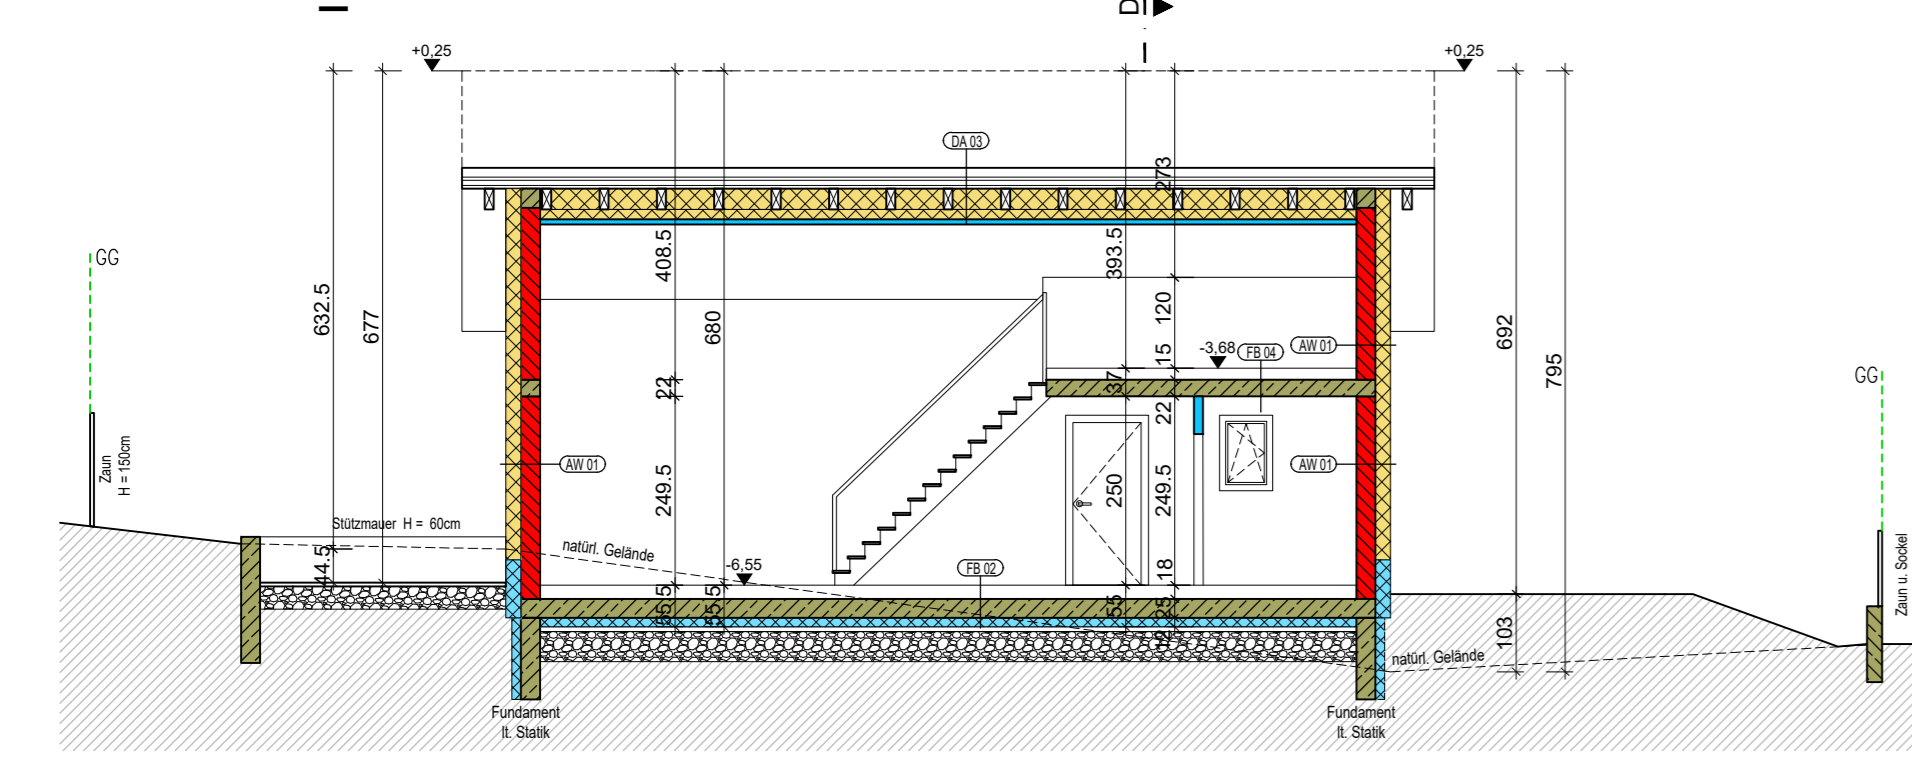 D
+0,25
+0,25
DA 03
273
GG
408.5
393.5
632.5
677
680
120
692
795
15
-3,68
FB 04
AW 01
GG
22
37
22
Zaun
H = 150cm
AW 01
AW 01
249.5
250
249.5
Stützmauer  H =  60cm
natürl. Gelände
44.5
-6,55
FB 02
18
55.5
55.5
55
25
12
103
Zaun u. Sockel
natürl. Gelände
Fundament
lt. Statik
Fundament
lt. Statik